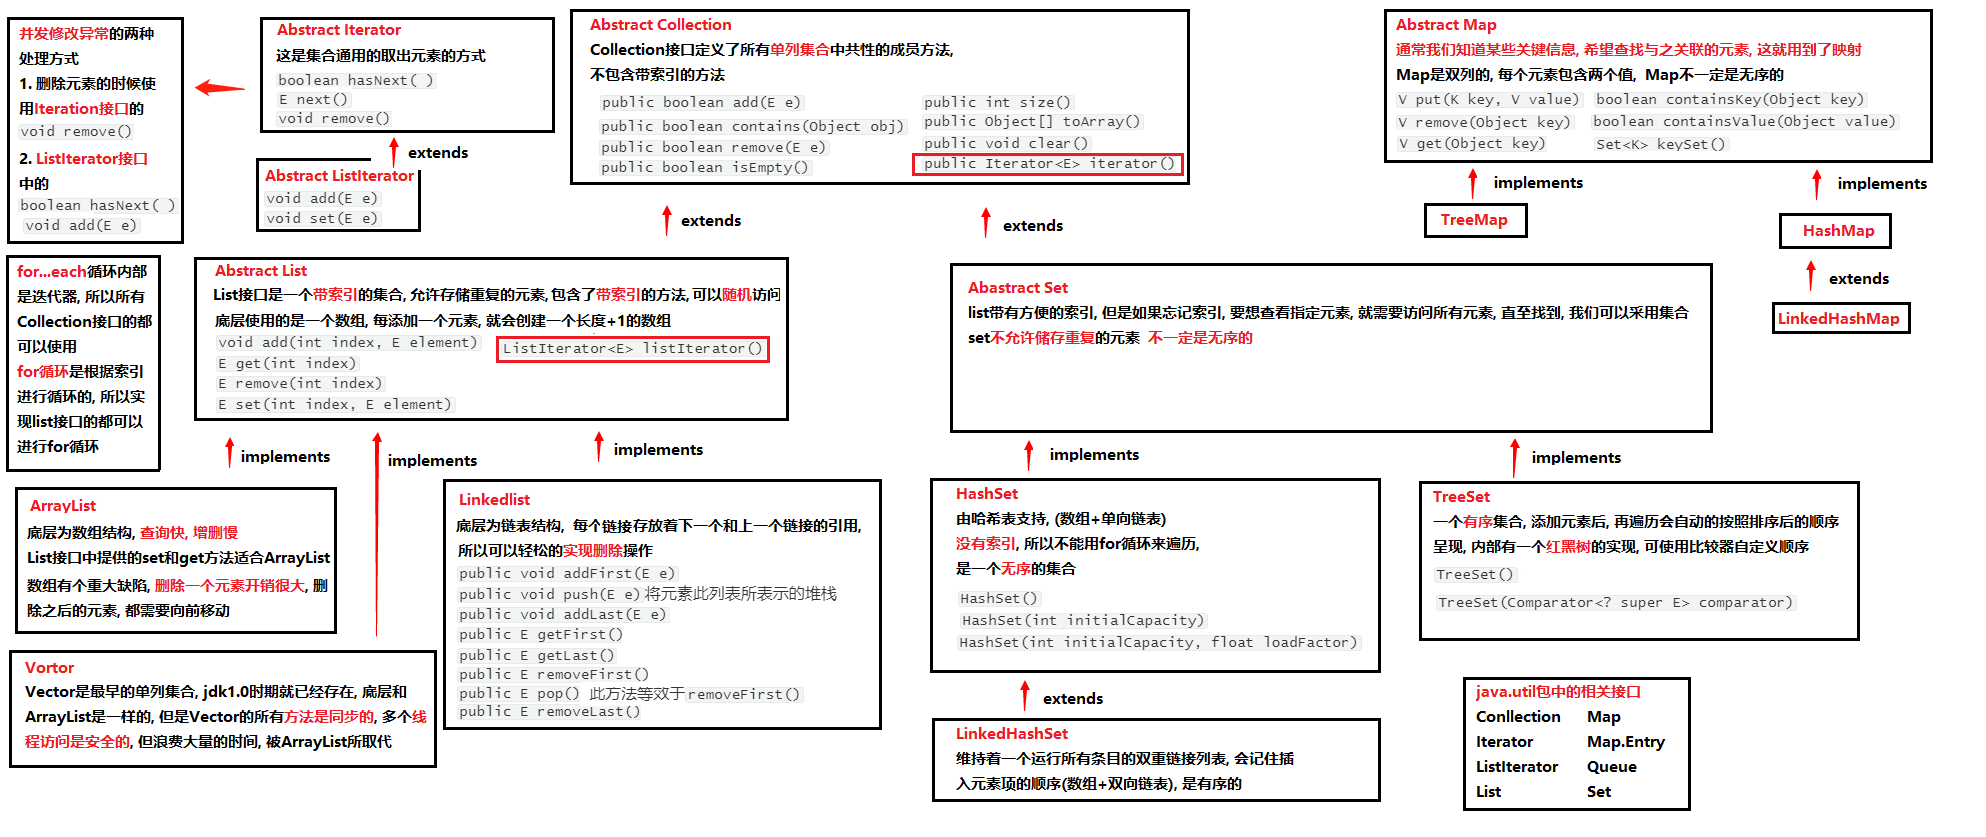 并发修改异常的两种
处理方式
1. 删除元素的时候使
用Iteration接口的
void remove()
2. ListIterator接口
中的
boolean hasNext( )
void add(E e)
Abstract Iterator
这是集合通用的取出元素的方式
boolean hasNext( )
E next()
void remove()
extends
Abstract ListIterator
void add(E e)
void set(E e)
Abstract Collection
Collection接口定义了所有单列集合中共性的成员方法,
不包含带索引的方法
public boolean add(E e)
public boolean contains(Object obj)
public boolean remove(E e)
public boolean isEmpty()
public int size()
public Object[] toArray()
public void clear()
public Iterator<E> iterator()
extends
extends
Abstract Map
通常我们知道某些关键信息, 希望查找与之关联的元素, 这就用到了映射
Map是双列的, 每个元素包含两个值, Map不一定是无序的
V put(K key, V value)
boolean containsKey(Object key)
V remove(Object key)
boolean containsValue(Object value)
V get(Object key)
Set<K> keySet()
implements
implements
TreeMap
HashMap
extends
LinkedHashMap
for...each循环内部
是迭代器, 所以所有
Collection接口的都
可以使用
for循环是根据索引
进行循环的, 所以实
现list接口的都可以
进行for循环
Abstract List
List接口是一个带索引的集合, 允许存储重复的元素, 包含了带索引的方法, 可以随机访问
底层使用的是一个数组, 每添加一个元素, 就会创建一个长度+1的数组
void add(int index, E element)
E get(int index)
E remove(int index)
E set(int index, E element)
ListIterator<E> listIterator()
implements
implements
implements
Abastract Set
list带有方便的索引, 但是如果忘记索引, 要想查看指定元素, 就需要访问所有元素, 直至找到, 我们可以采用集合
set不允许储存重复的元素 不一定是无序的
implements
implements
ArrayList
底层为数组结构, 查询快, 增删慢
List接口中提供的set和get方法适合ArrayList
数组有个重大缺陷, 删除一个元素开销很大, 删
除之后的元素, 都需要向前移动
Vortor
Vector是最早的单列集合, jdk1.0时期就已经存在, 底层和
ArrayList是一样的, 但是Vector的所有方法是同步的, 多个线
程访问是安全的, 但浪费大量的时间, 被ArrayList所取代
Linkedlist
底层为链表结构, 每个链接存放着下一个和上一个链接的引用,
所以可以轻松的实现删除操作
public void addFirst(E e)
public void push(E e) 将元素此列表所表示的堆栈
public void addLast(E e)
public E getFirst()
public E getLast()
public E removeFirst()
public E pop() 此方法等效于removeFirst()
public E removeLast()
HashSet
由哈希表支持, (数组+单向链表)
没有索引, 所以不能用for循环来遍历,
是一个无序的集合
HashSet()
HashSet(int initialCapacity)
HashSet(int initialCapacity, float loadFactor)
extends
LinkedHashSet
维持着一个运行所有条目的双重链接列表, 会记住插
入元素项的顺序(数组+双向链表), 是有序的
TreeSet
一个有序集合, 添加元素后, 再遍历会自动的按照排序后的顺序
呈现, 内部有一个红黑树的实现, 可使用比较器自定义顺序
TreeSet()
TreeSet(Comparator<? super E> comparator)
java.util包中的相关接口
Conllection Map
Iterator Map.Entry
ListIterator Queue
List Set